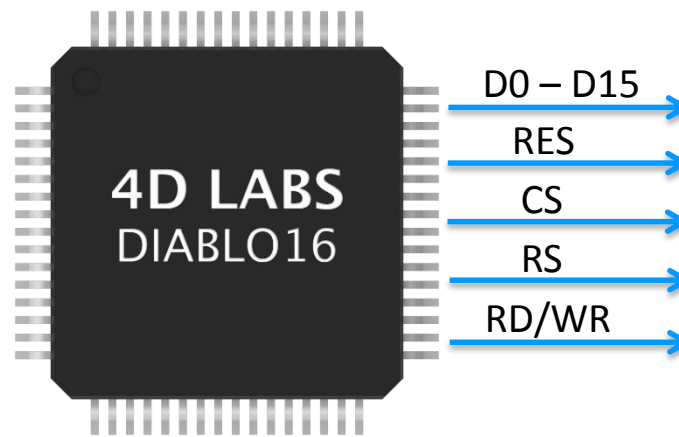 4D LABS
DIABLO16
D0 – D15
RES
CS
RS
RD/WR